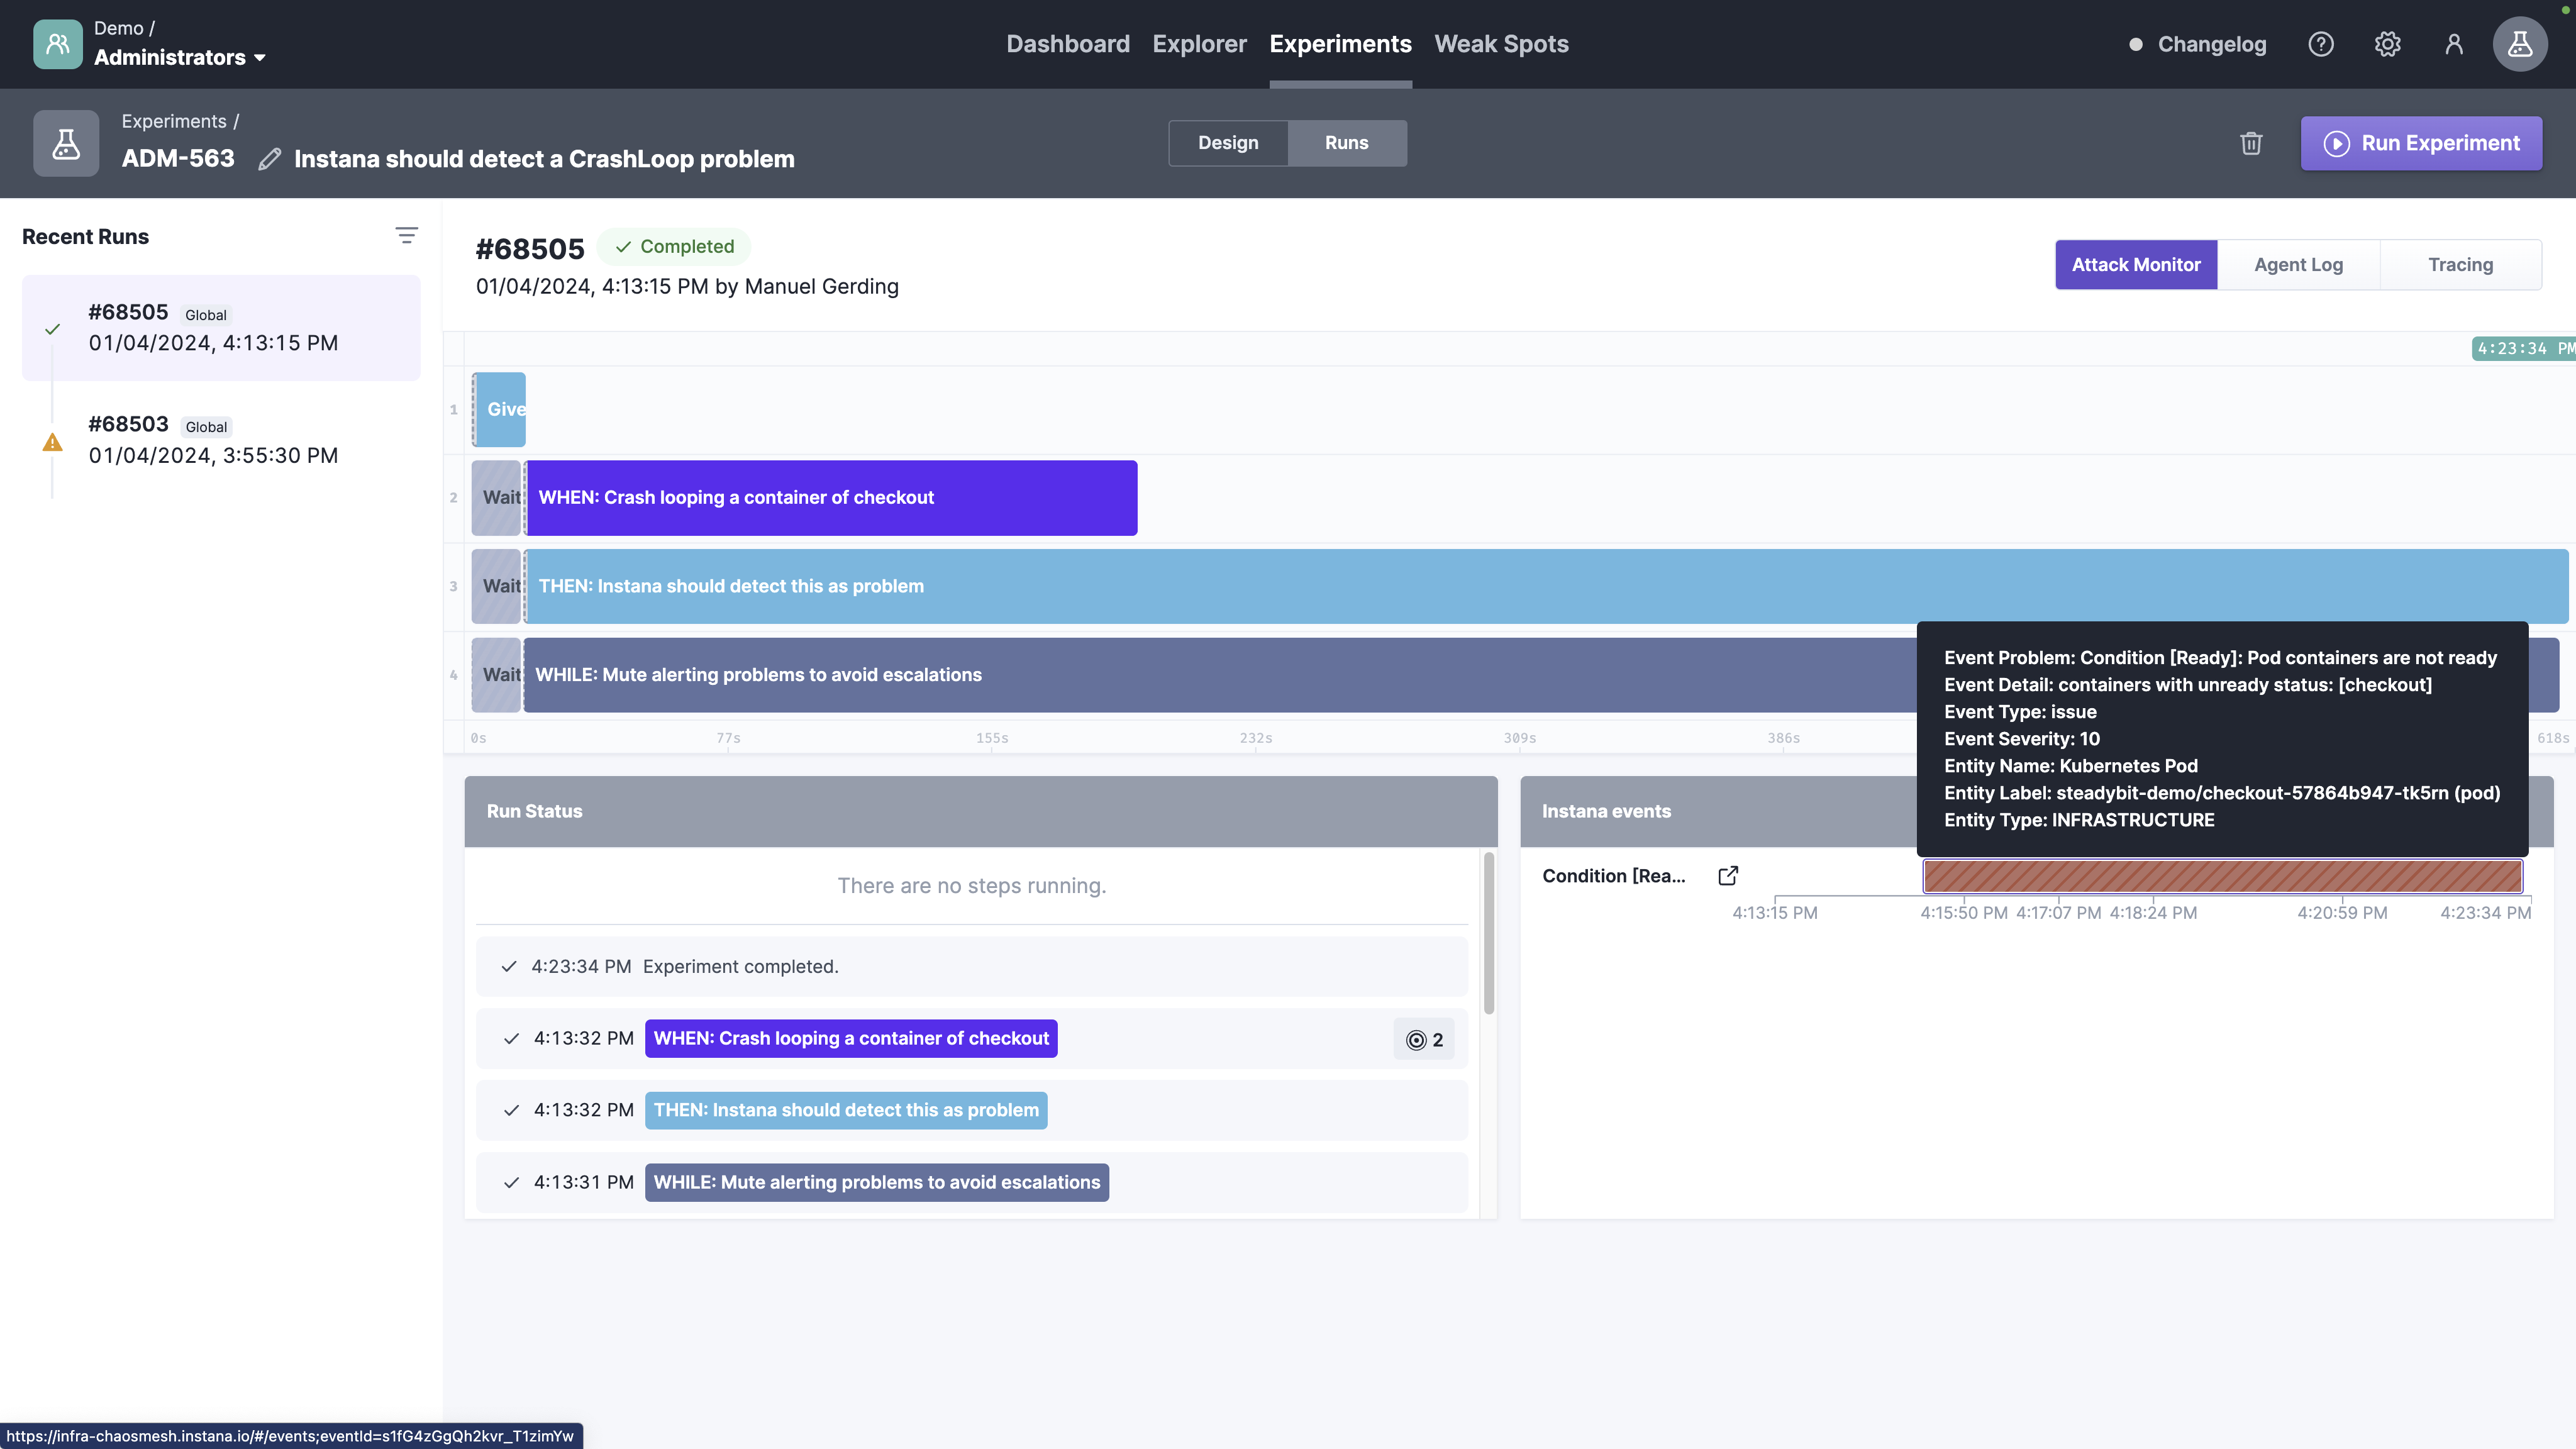 Demo /
Administrators
Dashboard
Explorer
Experiments
Weak Spots
Changelog
Experiments /
ADM-563
Instana should detect a CrashLoop problem
Design
Runs
Run Experiment
Recent Runs
#68505 Global
01/04/2024, 4:13:15 PM
#68503 Global
01/04/2024, 3:55:30 PM
#68505 Completed
01/04/2024, 4:13:15 PM by Manuel Gerding
Attack Monitor
Agent Log
Tracing
4:23:34 PM
1 Give
2 Wait WHEN: Crash looping a container of checkout
3 Wait THEN: Instana should detect this as problem
4 Wait WHILE: Mute alerting problems to avoid escalations
0s 77s 155s 232s 309s 386s 618s
Event Problem: Condition [Ready]: Pod containers are not ready
Event Detail: containers with unready status: [checkout]
Event Type: issue
Event Severity: 10
Entity Name: Kubernetes Pod
Entity Label: steadybit-demo/checkout-57864b947-tk5rn (pod)
Entity Type: INFRASTRUCTURE
Run Status
There are no steps running.
4:23:34 PM Experiment completed.
4:13:32 PM WHEN: Crash looping a container of checkout 2
4:13:32 PM THEN: Instana should detect this as problem
4:13:31 PM WHILE: Mute alerting problems to avoid escalations
Instana events
Condition [Rea...
4:13:15 PM 4:15:50 PM 4:17:07 PM 4:18:24 PM 4:20:59 PM 4:23:34 PM
https://infra-chaosmesh.instana.io/#/events;eventId=s1fG4zGgQh2kvr_T1zimYw